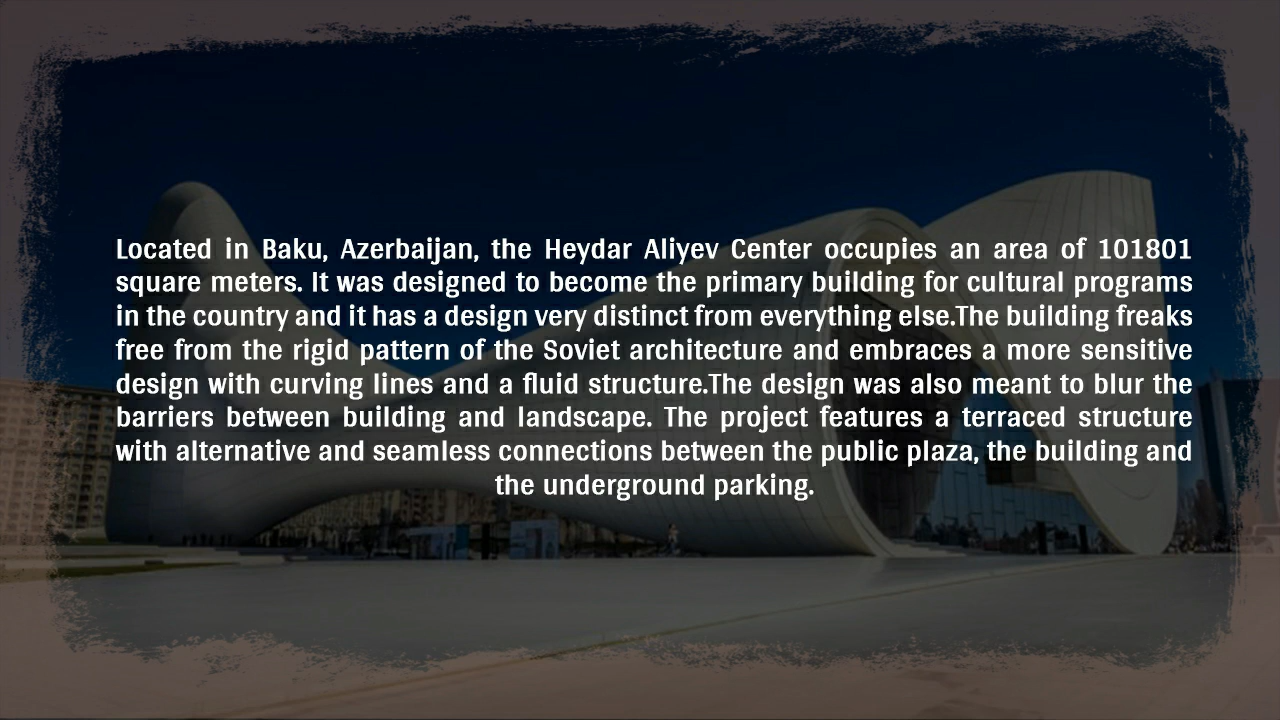 Located in Baku, Azerbaijan, the Heydar Aliyev Center occupies an area of 101801
square meters. It was designed to become the primary building for cultural programs
in the country and it has a design very distinct from everything else.The building freaks
free from the rigid pattern of the Soviet architecture and embraces a more sensitive
design with curving lines and a fluid structure.The design was also meant to blur the
barriers between building and landscape. The project features a terraced structure
with alternative and seamless connections between the public plaza, the building and
the underground parking.